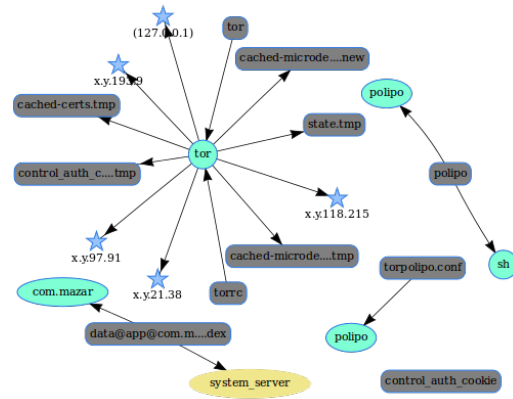 (127.0.0.1)
tor
cached-microde....new
x.y.193.9
polipo
cached-certs.tmp
state.tmp
tor
control_auth_c....tmp
polipo
x.y.118.215
x.y.97.91
cached-microde....tmp
torpolipo.conf
sh
com.mazar
x.y.21.38
torrc
data@app@com.m....dex
polipo
system_server
control_auth_cookie